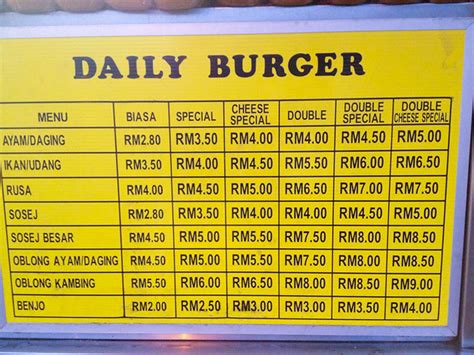 DAILY BURGER
MENU BIASA SPECIAL CHEESE SPECIAL DOUBLE DOUBLE SPECIAL DOUBLE CHEESE SPECIAL
AYAM/DAGING RM2.80 RM3.50 RM4.00 RM4.00 RM4.50 RM5.00
IKAN/UDANG RM3.50 RM4.00 RM4.50 RM5.50 RM6.00 RM6.50
RUSA RM4.00 RM4.50 RM5.00 RM6.50 RM7.00 RM7.50
SOSEJ RM2.80 RM3.50 RM4.00 RM4.00 RM4.50 RM5.00
SOSEJ BESAR RM4.50 RM5.00 RM5.50 RM7.50 RM8.00 RM8.50
OBLONG AYAM/DAGING RM4.50 RM5.00 RM5.50 RM7.50 RM8.00 RM8.50
OBLONG KAMBING RM5.50 RM6.00 RM6.50 RM8.00 RM8.50 RM9.00
BENJO RM2.00 RM2.50 RM3.00 RM3.00 RM3.50 RM4.00